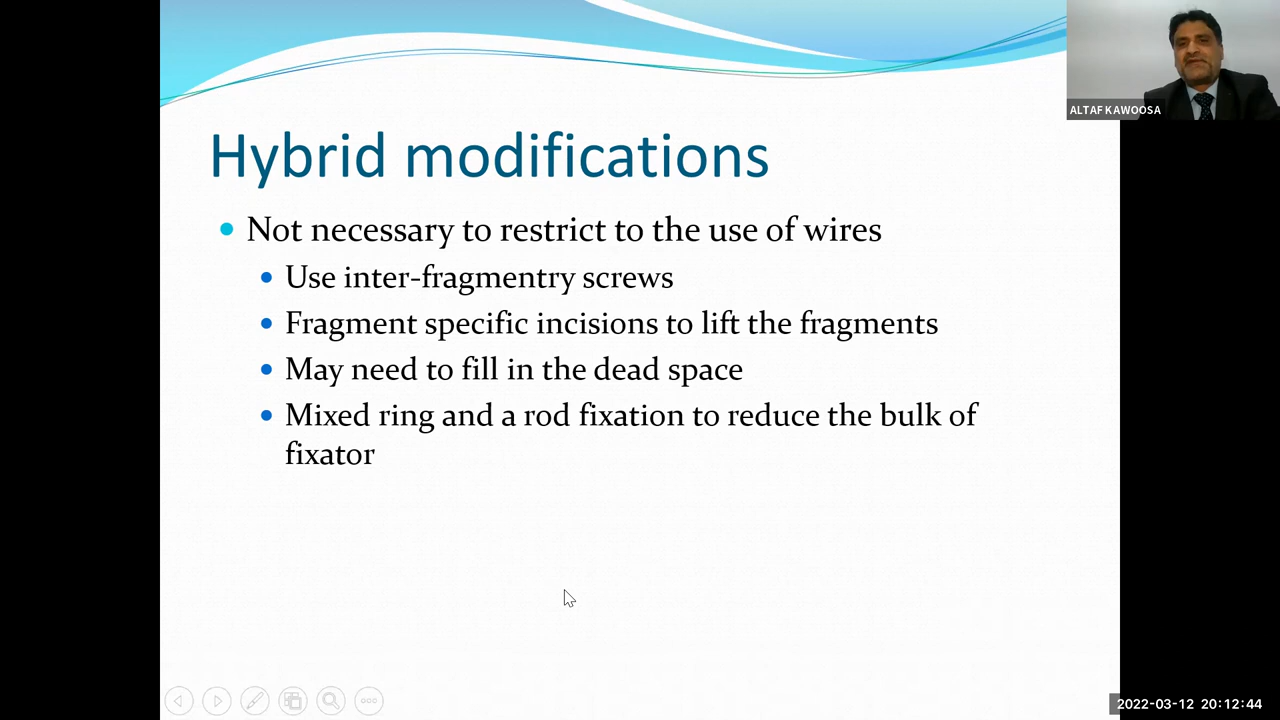 ALTAF KAWOOSA
Hybrid modifications
Not necessary to restrict to the use of wires
Use inter-fragmentry screws
Fragment specific incisions to lift the fragments
May need to fill in the dead space
Mixed ring and a rod fixation to reduce the bulk of
fixator
2022-03-12 20:12:44